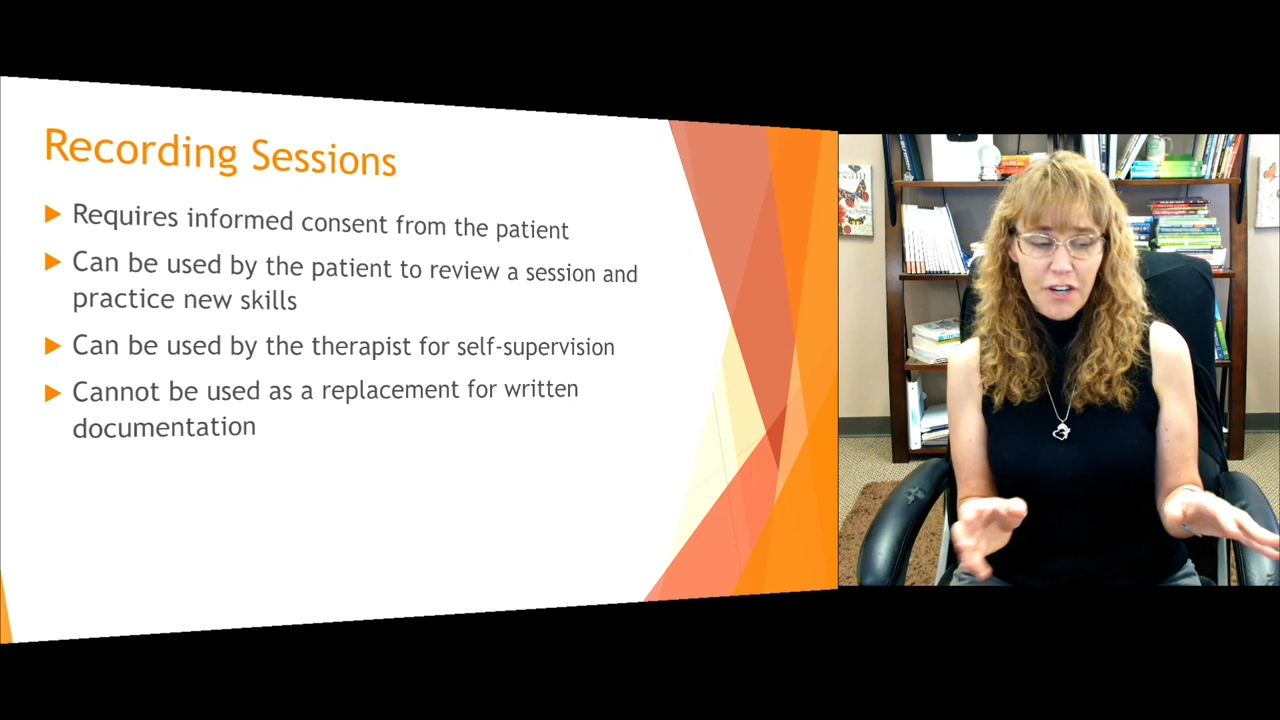 Recording Sessions
Requires informed consent from the patient
Can be used by the patient to review a session and
practice new skills
Can be used by the therapist for self-supervision
Cannot be used as a replacement for written
documentation